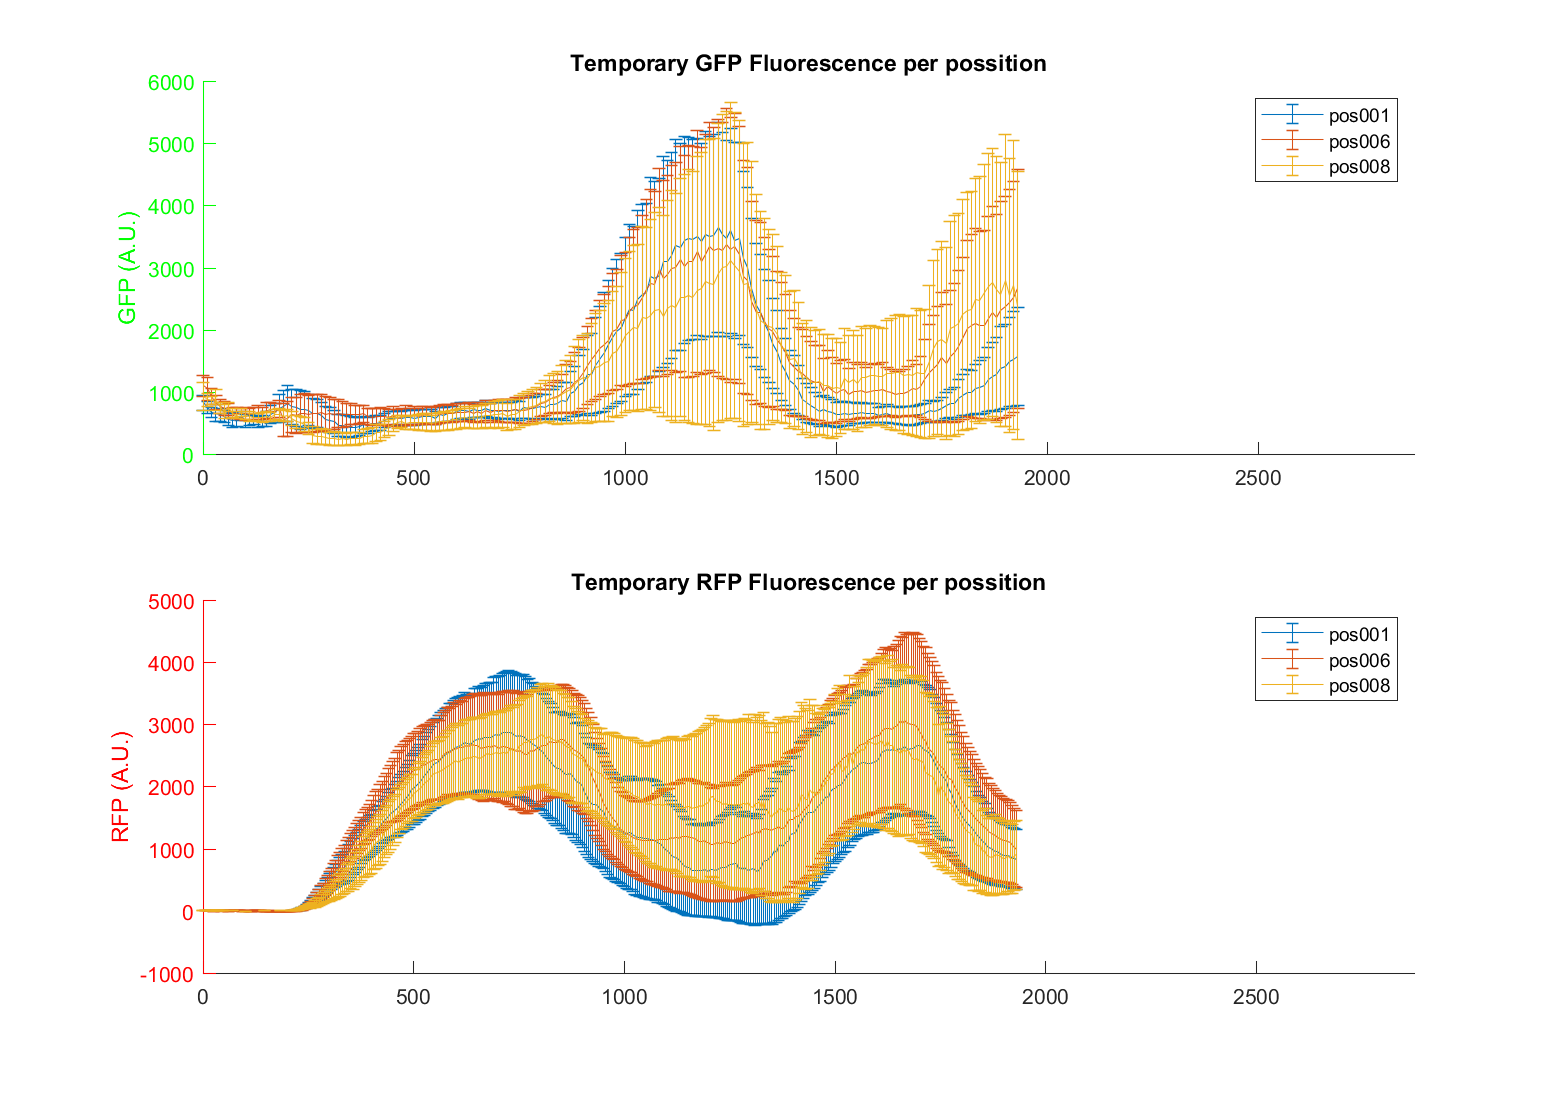 Temporary GFP Fluorescence per possition
6000
5000
4000
3000
2000
1000
0
GFP (A.U.)
0 500 1000 1500 2000 2500
pos001
pos006
pos008
Temporary RFP Fluorescence per possition
5000
4000
3000
2000
1000
0
-1000
RFP (A.U.)
0 500 1000 1500 2000 2500
pos001
pos006
pos008